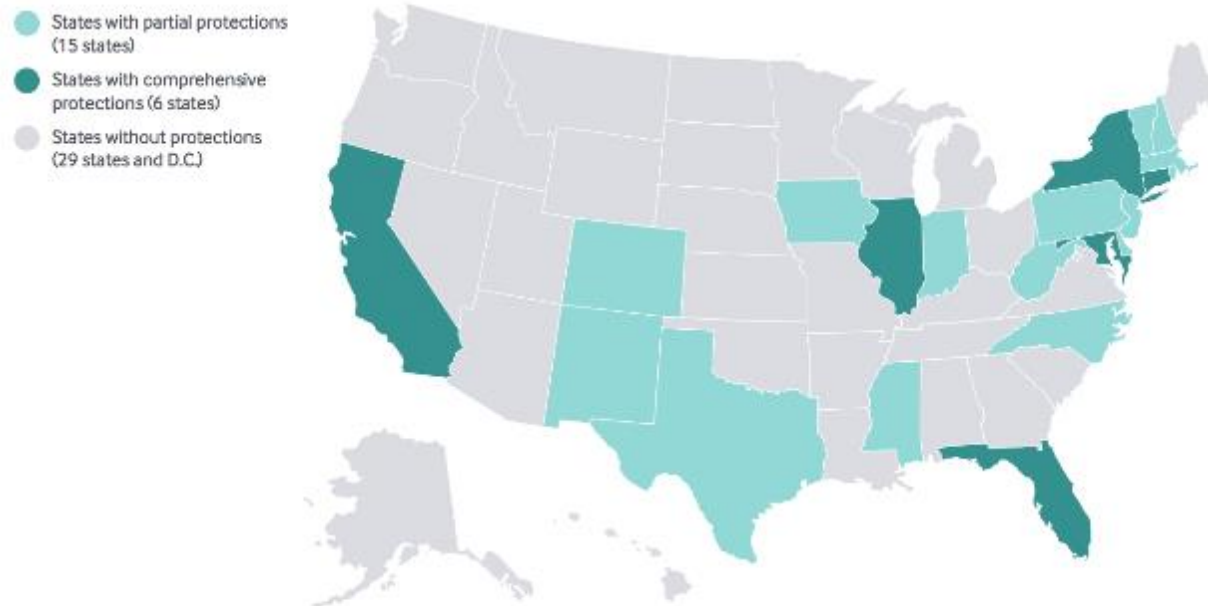 States with partial protections
(15 states)
States with comprehensive
protections (6 states)
States without protections
(29 states and D.C.)